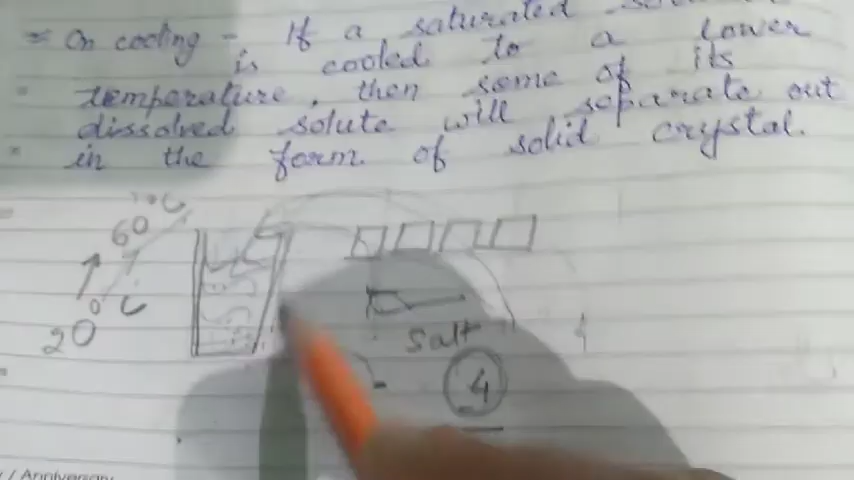 ⇒ On cooling - If a saturated
is cooled to a lower
temperature, then some of its
dissolved solute will separate out
in the form of solid crystal.
60°C
20°C
Salt
4
/ Anniversary